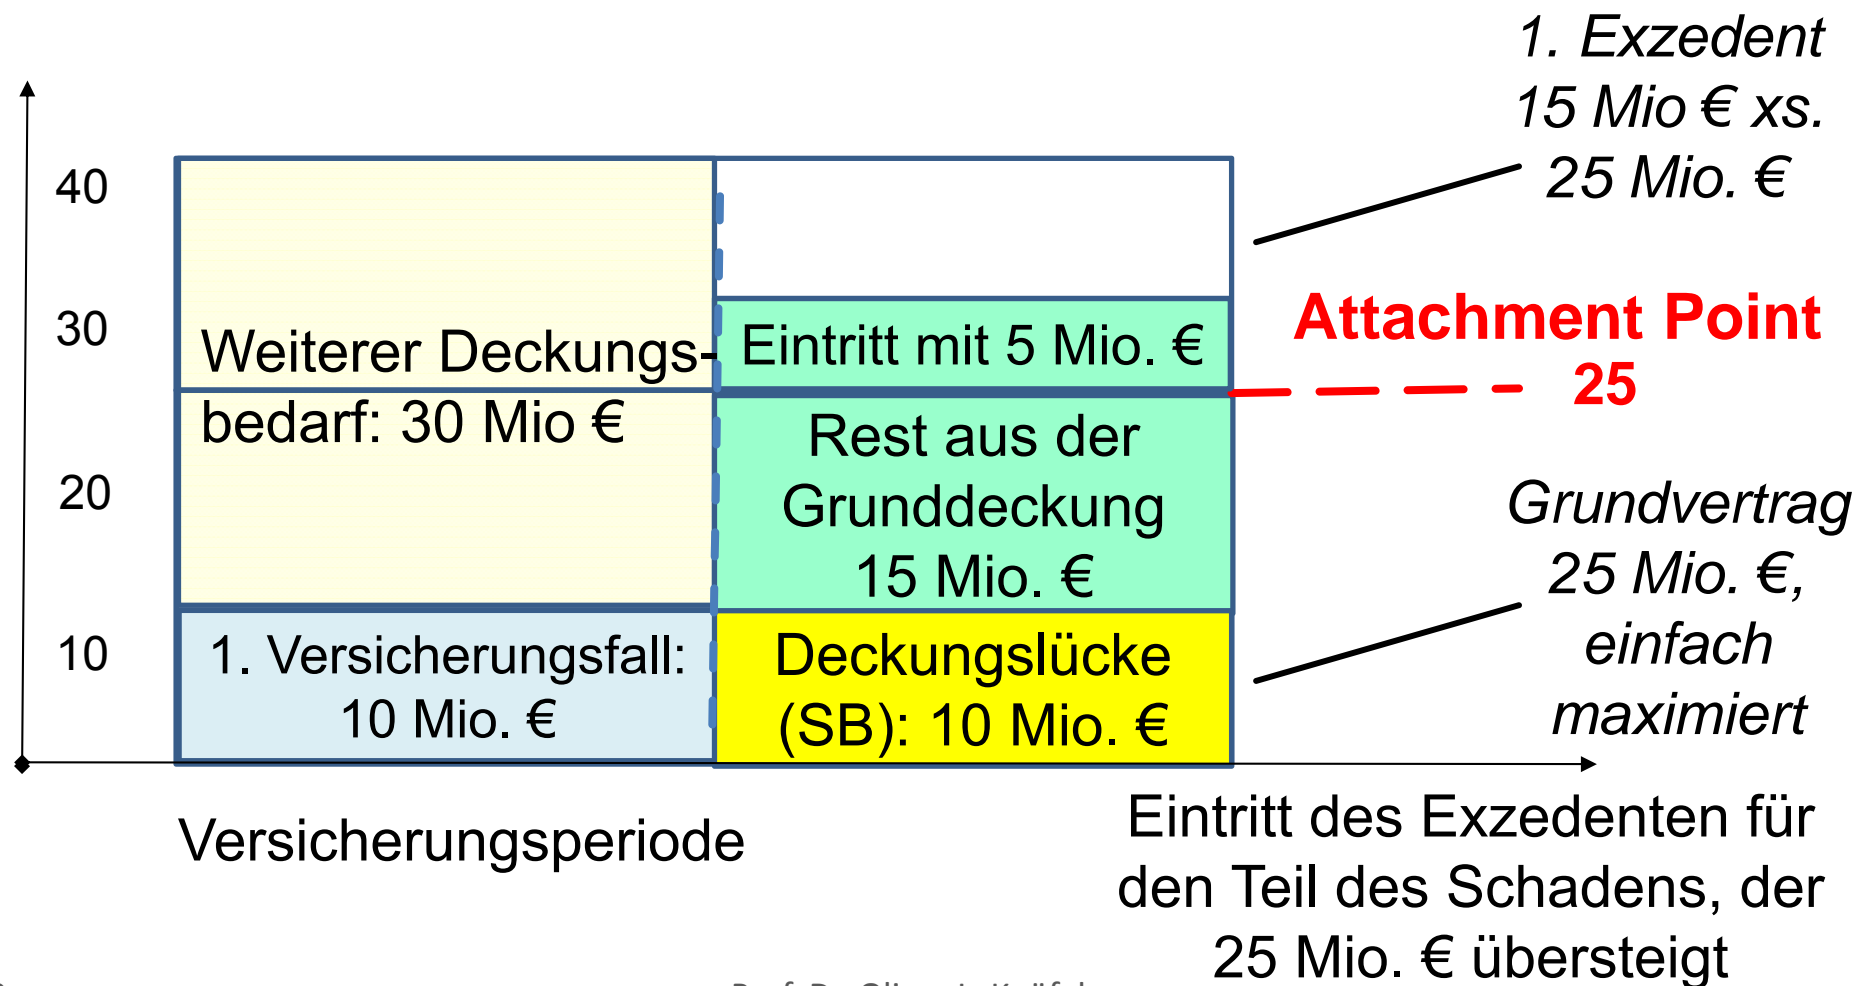 1. Exzedent
15 Mio € xs.
25 Mio. €
40
30
20
10
Weiterer Deckungs-
bedarf: 30 Mio €
1. Versicherungsfall:
10 Mio. €
Eintritt mit 5 Mio. €
Rest aus der
Grunddeckung
15 Mio. €
Deckungslücke
(SB): 10 Mio. €
Attachment Point
25
Grundvertrag
25 Mio. €,
einfach
maximiert
Versicherungsperiode
Eintritt des Exzedenten für
den Teil des Schadens, der
25 Mio. € übersteigt